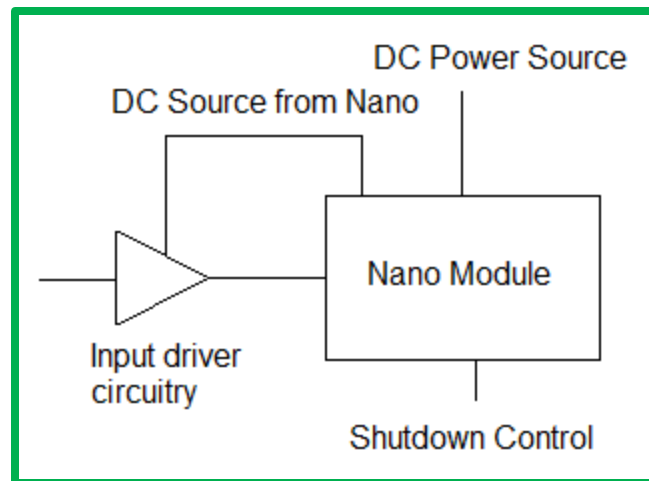 DC Power Source
DC Source from Nano
Nano Module
Input driver
circuitry
Shutdown Control